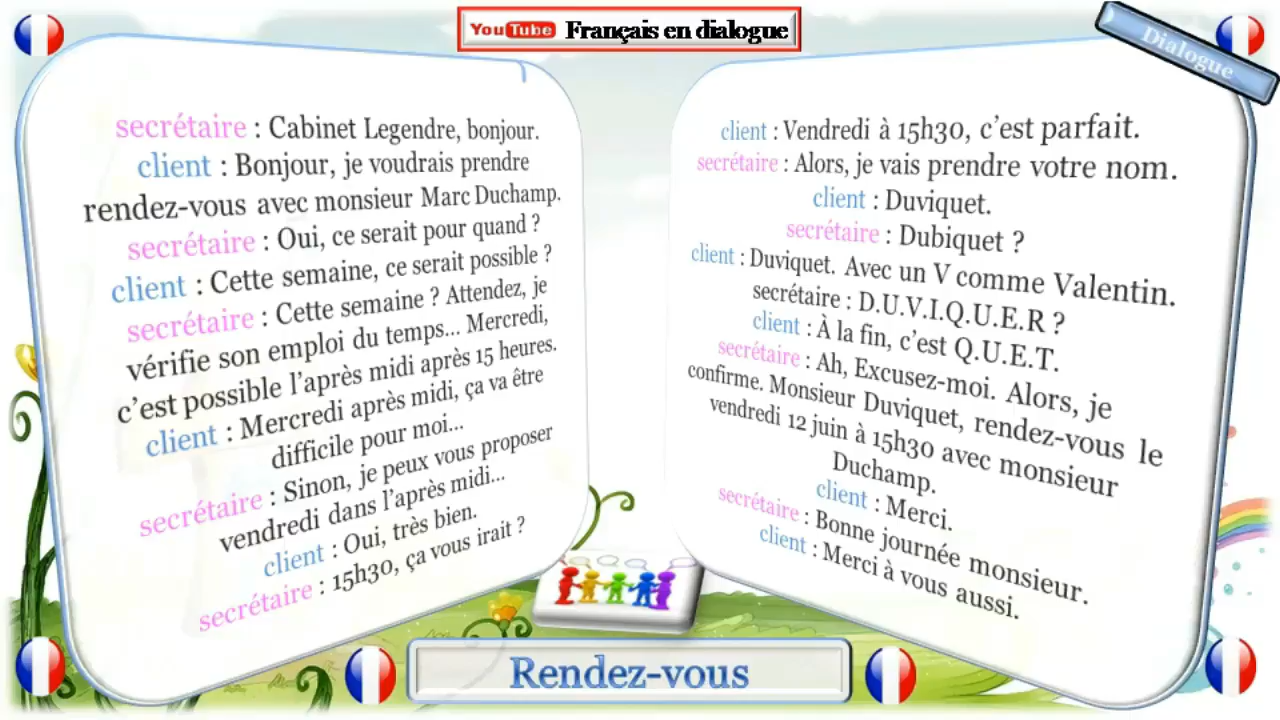 YouTube Français en dialogue
Dialogue
secrétaire : Cabinet Legendre, bonjour.
client : Bonjour, je voudrais prendre
rendez-vous avec monsieur Marc Duchamp.
secrétaire : Oui, ce serait pour quand ?
client : Cette semaine, ce serait possible ?
secrétaire : Cette semaine ? Attendez, je
vérifie son emploi du temps... Mercredi,
c'est possible l'après midi après 15 heures.
client : Mercredi après midi, ça va être
difficile pour moi...
secrétaire : Sinon, je peux vous proposer
vendredi dans l'après midi...
client : Oui, très bien.
secrétaire : 15h30, ça vous irait ?
client : Vendredi à 15h30, c'est parfait.
secrétaire : Alors, je vais prendre votre nom.
client : Duviquet.
secrétaire : Dubiquet ?
client : Duviquet. Avec un V comme Valentin.
secrétaire : D.U.V.I.Q.U.E.R ?
client : À la fin, c'est Q.U.E.T.
secrétaire : Ah, Excusez-moi. Alors, je
confirme. Monsieur Duviquet, rendez-vous le
vendredi 12 juin à 15h30 avec monsieur
Duchamp.
client : Merci.
secrétaire : Bonne journée monsieur.
client : Merci à vous aussi.
Rendez-vous